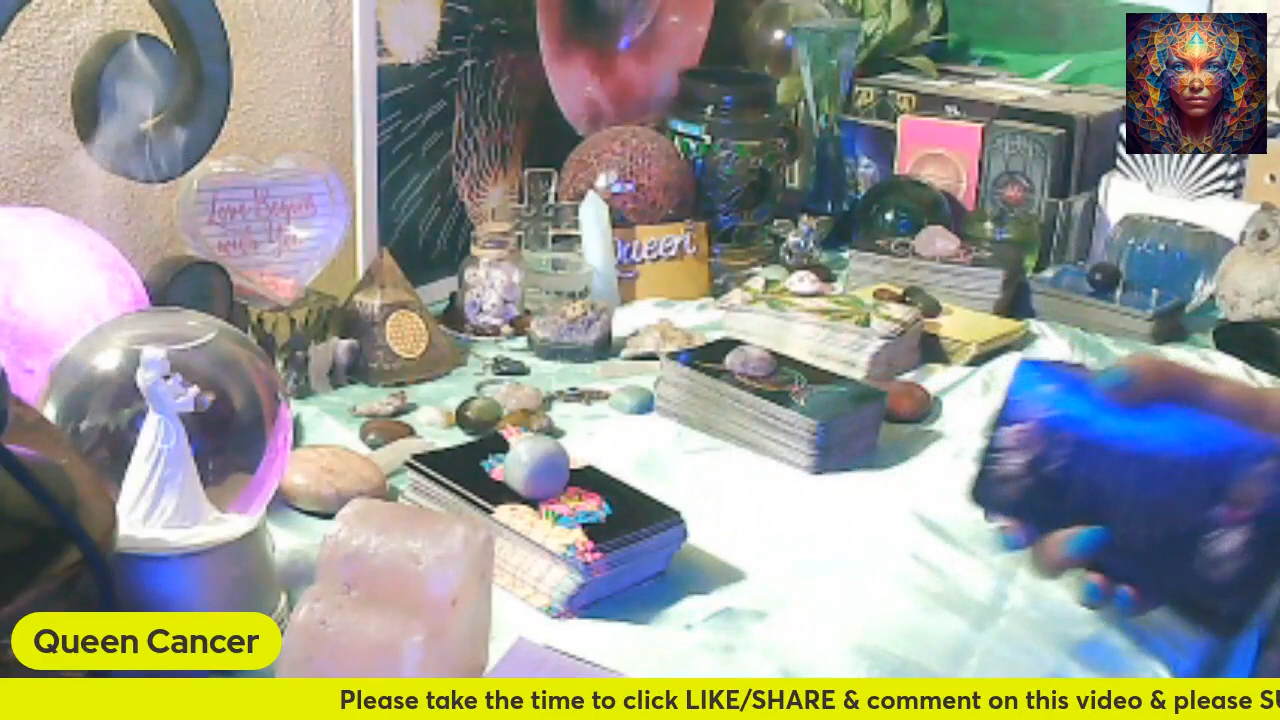 Love Begins
with You
Queen
Queen Cancer
Please take the time to click LIKE/SHARE & comment on this video & please SU